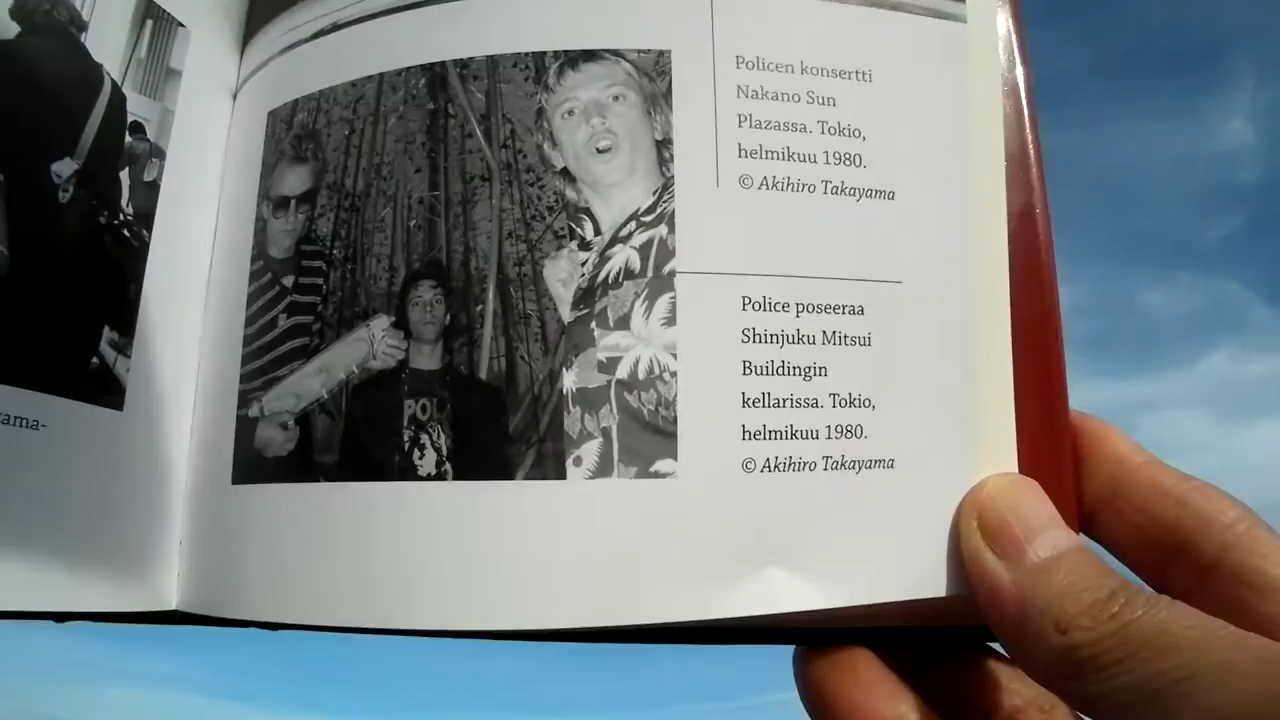 Policen konsertti
Nakano Sun
Plazassa. Tokio,
helmikuu 1980.
© Akihiro Takayama
Police poseeraa
Shinjuku Mitsui
Buildingin
kellarissa. Tokio,
helmikuu 1980.
© Akihiro Takayama
POL